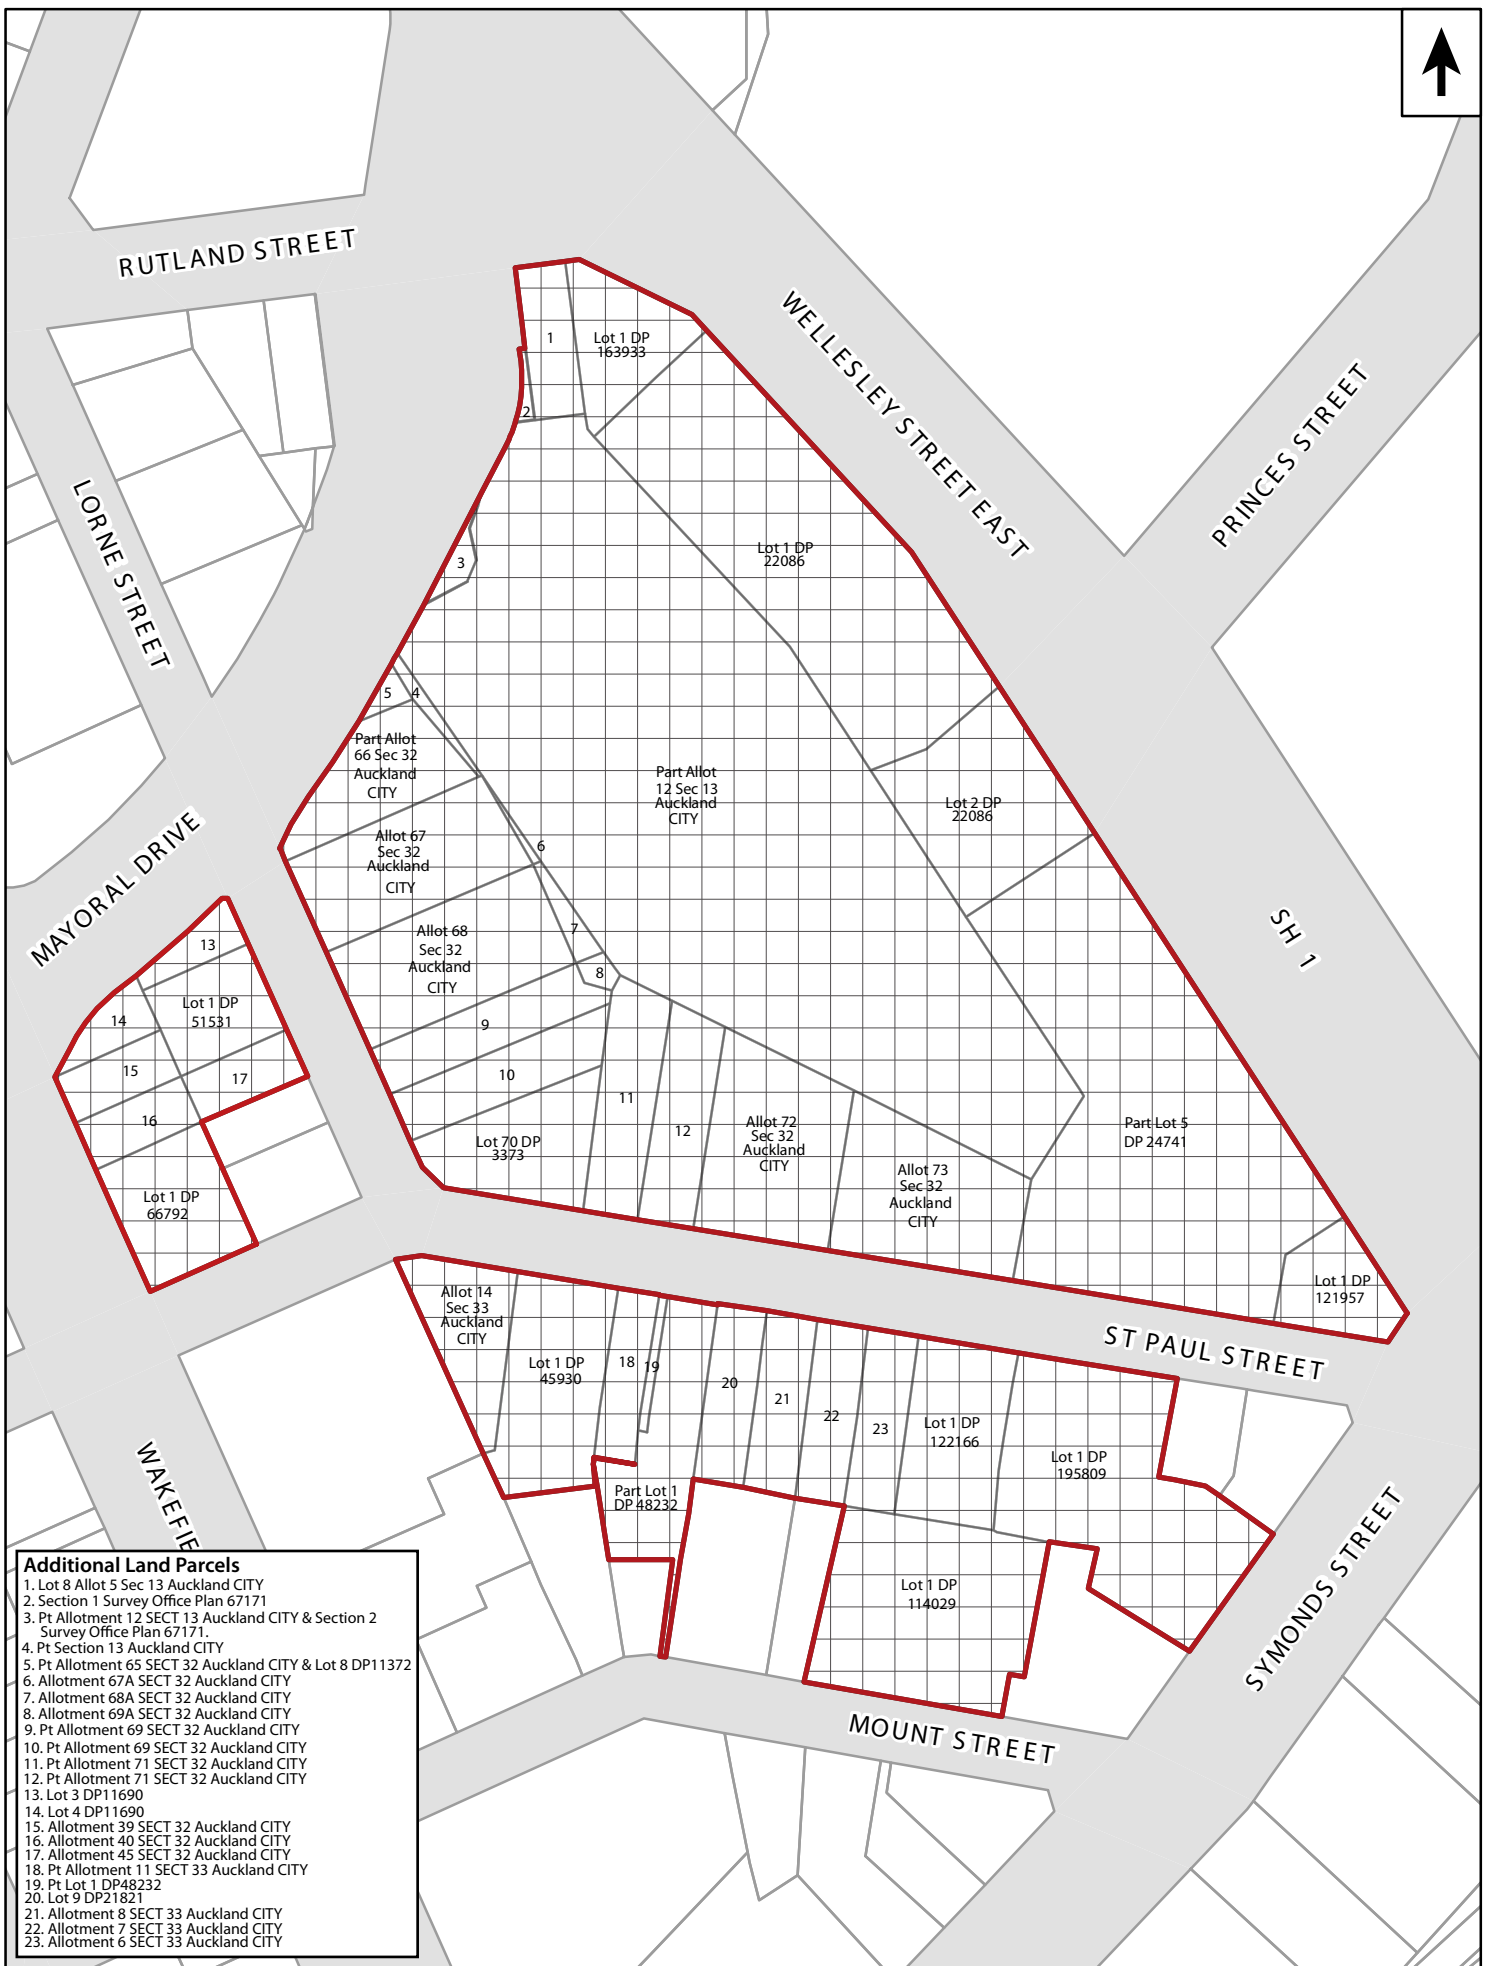 RUTLAND STREET
WELLESLEY STREET EAST
PRINCES STREET
LORNE STREET
MAYORAL DRIVE
SH 1
ST PAUL STREET
SYMONDS STREET
MOUNT STREET
WAKEFIE
1
Lot 1 DP
163933
2
3
Lot 1 DP
22086
5
4
Part Allot
66 Sec 32
Auckland
CITY
Part Allot
12 Sec 13
Auckland
CITY
Lot 2 DP
22086
Allot 67
Sec 32
Auckland
CITY
6
Allot 68
Sec 32
Auckland
CITY
7
8
9
10
11
12
Lot 70 DP
3373
Allot 72
Sec 32
Auckland
CITY
Allot 73
Sec 32
Auckland
CITY
Part Lot 5
DP 24741
Lot 1 DP
121957
13
Lot 1 DP
51531
14
15
17
16
Lot 1 DP
66792
Allot 14
Sec 33
Auckland
CITY
Lot 1 DP
45930
18
19
20
21
22
23
Lot 1 DP
122166
Lot 1 DP
195809
Part Lot 1
DP 48232
Lot 1 DP
114029
Additional Land Parcels
1. Lot 8 Allot 5 Sec 13 Auckland CITY
2. Section 1 Survey Office Plan 67171
3. Pt Allotment 12 SECT 13 Auckland CITY & Section 2
Survey Office Plan 67171.
4. Pt Section 13 Auckland CITY
5. Pt Allotment 65 SECT 32 Auckland CITY & Lot 8 DP11372
6. Allotment 67A SECT 32 Auckland CITY
7. Allotment 68A SECT 32 Auckland CITY
8. Allotment 69A SECT 32 Auckland CITY
9. Pt Allotment 69 SECT 32 Auckland CITY
10. Pt Allotment 69 SECT 32 Auckland CITY
11. Pt Allotment 71 SECT 32 Auckland CITY
12. Pt Allotment 71 SECT 32 Auckland CITY
13. Lot 3 DP11690
14. Lot 4 DP11690
15. Allotment 39 SECT 32 Auckland CITY
16. Allotment 40 SECT 32 Auckland CITY
17. Allotment 45 SECT 32 Auckland CITY
18. Pt Allotment 11 SECT 33 Auckland CITY
19. Pt Lot 1 DP48232
20. Lot 9 DP21821
21. Allotment 8 SECT 33 Auckland CITY
22. Allotment 7 SECT 33 Auckland CITY
23. Allotment 6 SECT 33 Auckland CITY